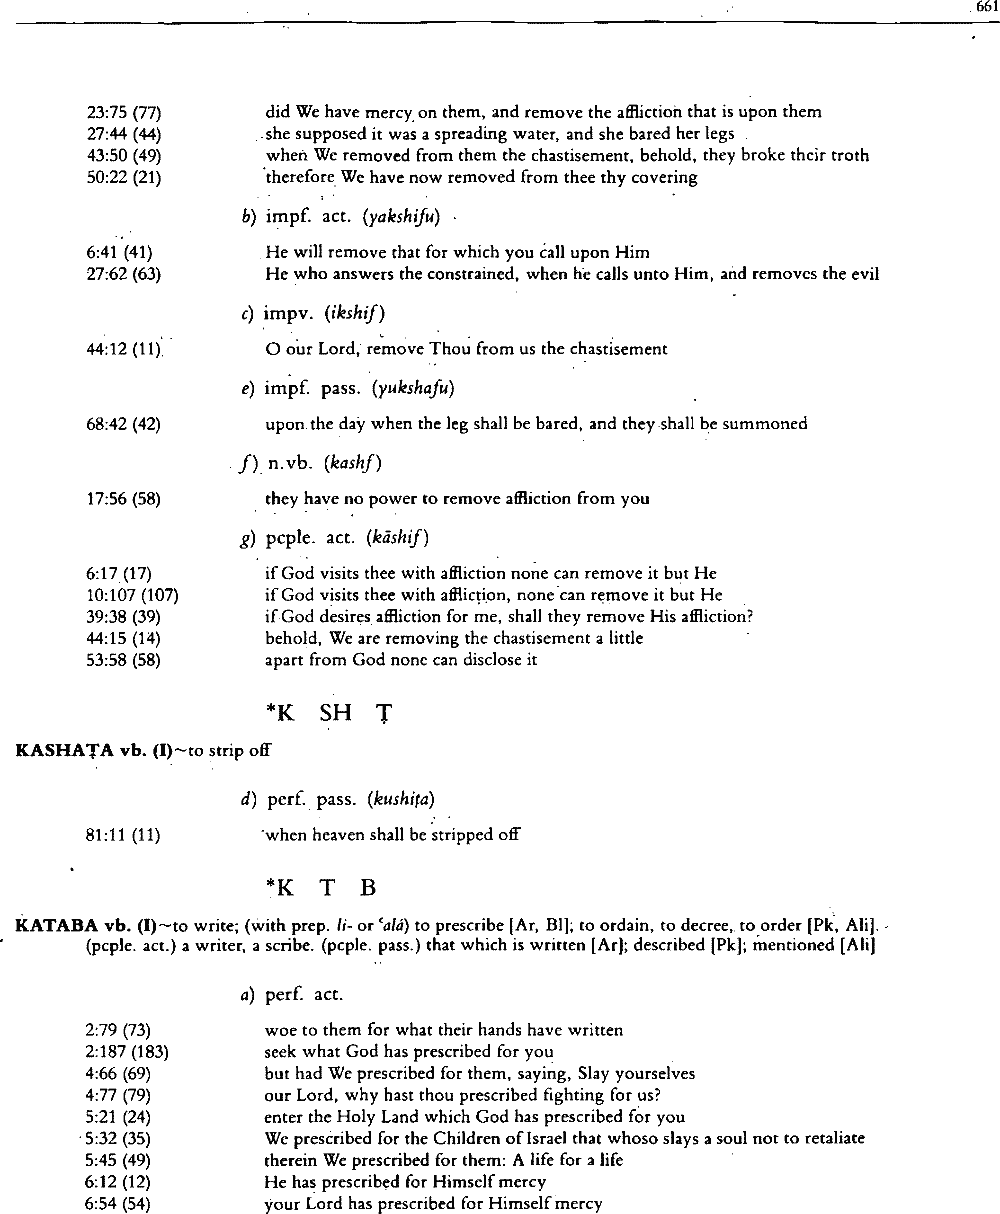 661
23:75 (77) did We have mercy on them, and remove the affliction that is upon them
27:44 (44) she supposed it was a spreading water, and she bared her legs
43:50 (49) when We removed from them the chastisement, behold, they broke their troth
50:22 (21) therefore We have now removed from thee thy covering
b) impf. act. (yakshifu)
6:41 (41) He will remove that for which you call upon Him
27:62 (63) He who answers the constrained, when he calls unto Him, and removes the evil
c) impv. (ikshif)
44:12 (11) O our Lord, remove Thou from us the chastisement
e) impf. pass. (yukshafu)
68:42 (42) upon the day when the leg shall be bared, and they shall be summoned
f) n.vb. (kashf)
17:56 (58) they have no power to remove affliction from you
g) pcple. act. (kāshif)
6:17 (17) if God visits thee with affliction none can remove it but He
10:107 (107) if God visits thee with affliction, none can remove it but He
39:38 (39) if God desires affliction for me, shall they remove His affliction?
44:15 (14) behold, We are removing the chastisement a little
53:58 (58) apart from God none can disclose it
*K SH Ṭ
KASHAṬA vb. (I)~to strip off
d) perf. pass. (kushiṭa)
81:11 (11) when heaven shall be stripped off
*K T B
KATABA vb. (I)~to write; (with prep. li- or ʿalá) to prescribe [Ar, Bl]; to ordain, to decree, to order [Pk, Ali].
(pcple. act.) a writer, a scribe. (pcple. pass.) that which is written [Ar]; described [Pk]; mentioned [Ali]
a) perf. act.
2:79 (73) woe to them for what their hands have written
2:187 (183) seek what God has prescribed for you
4:66 (69) but had We prescribed for them, saying, Slay yourselves
4:77 (79) our Lord, why hast thou prescribed fighting for us?
5:21 (24) enter the Holy Land which God has prescribed for you
5:32 (35) We prescribed for the Children of Israel that whoso slays a soul not to retaliate
5:45 (49) therein We prescribed for them: A life for a life
6:12 (12) He has prescribed for Himself mercy
6:54 (54) your Lord has prescribed for Himself mercy